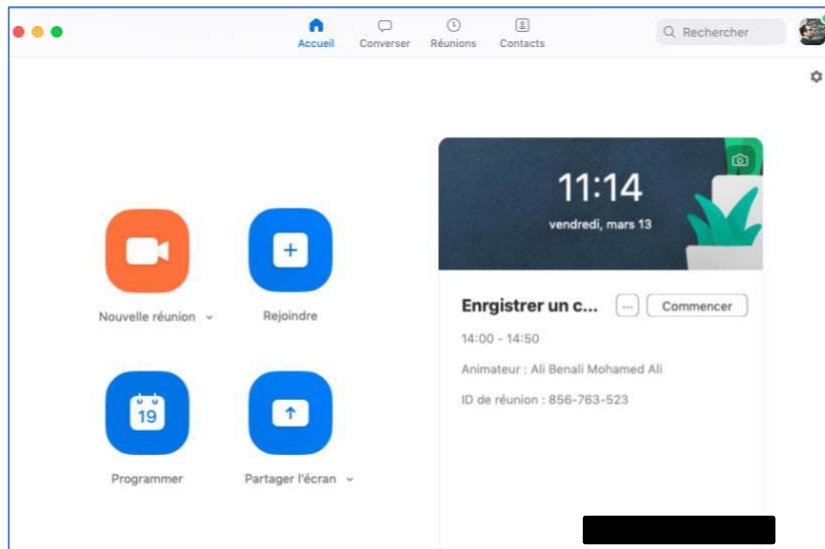 Accueil Converser Réunions Contacts Rechercher
11:14
vendredi, mars 13
Nouvelle réunion Rejoindre
Enrgistrer un c... Commencer
14:00 - 14:50
Animateur : Ali Benali Mohamed Ali
ID de réunion : 856-763-523
19
Programmer Partager l'écran